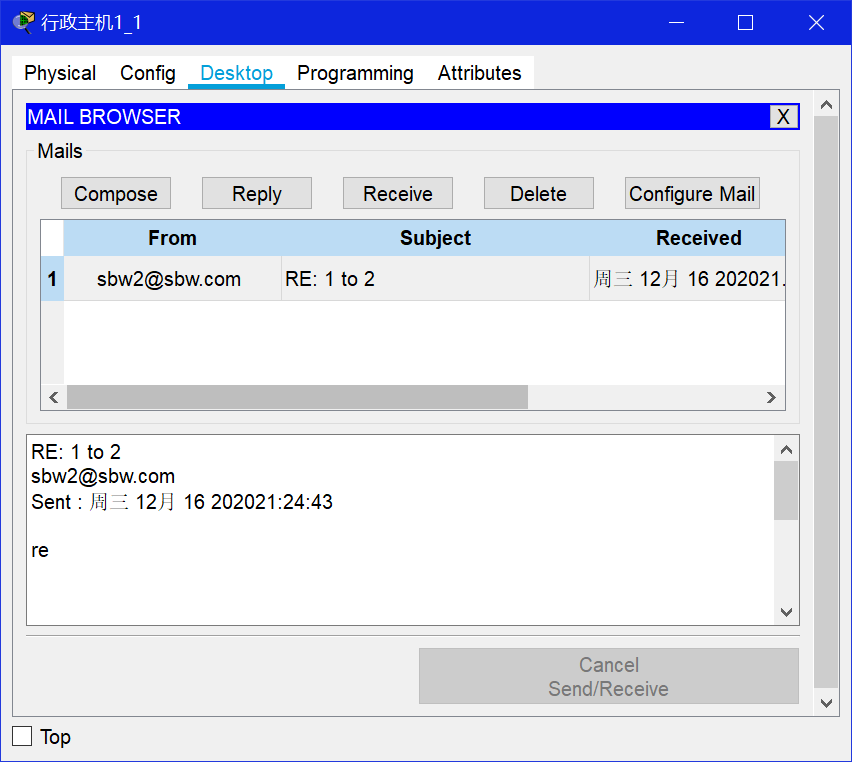 行政主机1_1
Physical Config Desktop Programming Attributes
MAIL BROWSER X
Mails
Compose Reply Receive Delete Configure Mail
From Subject Received
1 sbw2@sbw.com RE: 1 to 2 周三 12月 16 202021.
RE: 1 to 2
sbw2@sbw.com
Sent : 周三 12月 16 202021:24:43
re
Cancel
Send/Receive
Top